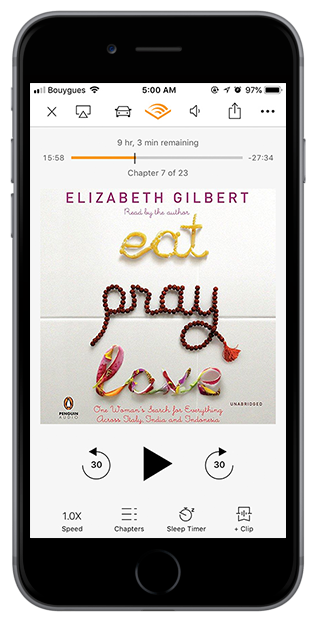 Bouygues 5:00 AM 97%
9 hr, 3 min remaining
15:58 -27:34
Chapter 7 of 23
ELIZABETH GILBERT
Read by the author
eat
pray
love
PENGUIN
AUDIO
UNABRIDGED
One Woman's Search for Everything
Across Italy, India and Indonesia
30 30
1.0X
Speed Chapters Sleep Timer + Clip